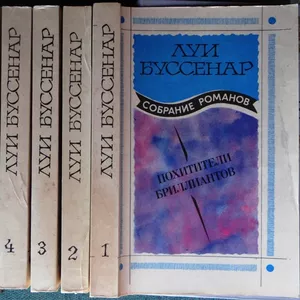 ЛУИ БУССЕНАР
4
ЛУИ БУССЕНАР
3
ЛУИ БУССЕНАР
2
ЛУИ БУССЕНАР
1
ЛУИ
БУССЕНАР
СОБРАНИЕ РОМАНОВ
ПОХИТИТЕЛИ
БРИЛЛИАНТОВ